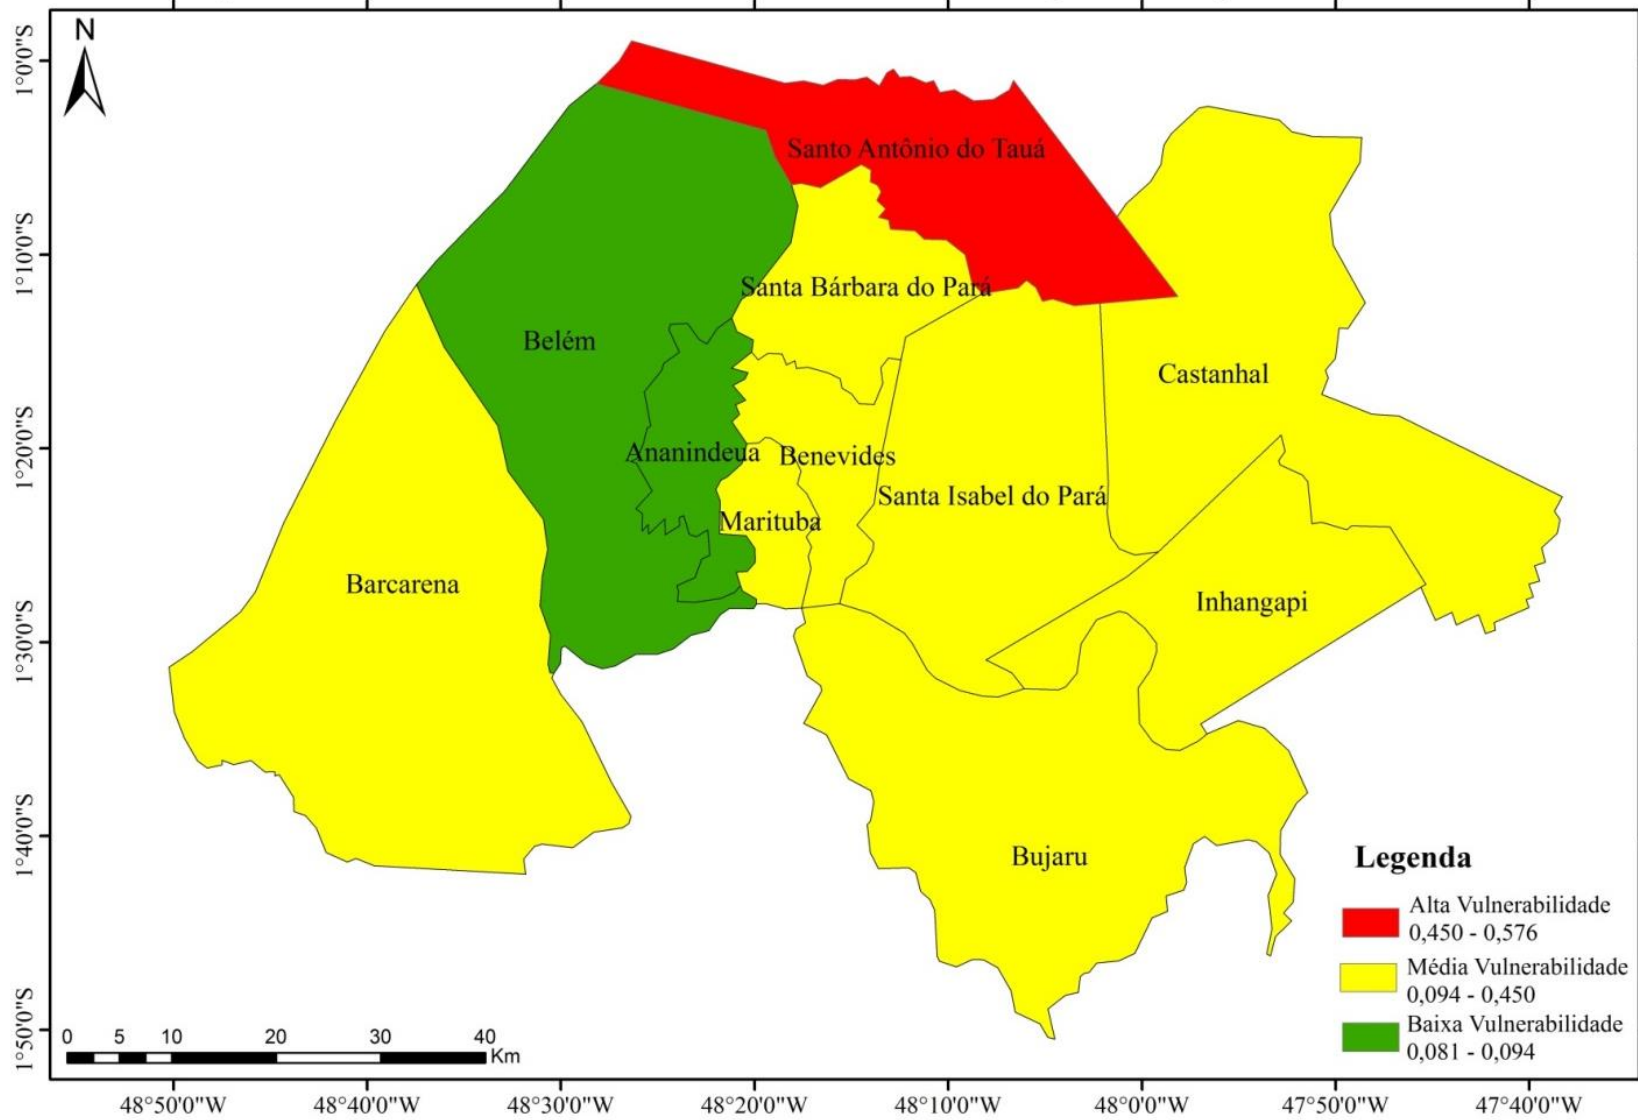 N
1°0'0"S
1°10'0"S
1°20'0"S
1°30'0"S
1°40'0"S
1°50'0"S
Santo Antônio do Tauá
Santa Bárbara do Pará
Belém
Castanhal
Ananindeua
Benevides
Santa Isabel do Pará
Marituba
Barcarena
Inhangapi
Bujaru
Legenda
Alta Vulnerabilidade
0,450 - 0,576
Média Vulnerabilidade
0,094 - 0,450
Baixa Vulnerabilidade
0,081 - 0,094
0 5 10 20 30 40
Km
48°50'0"W 48°40'0"W 48°30'0"W 48°20'0"W 48°10'0"W 48°0'0"W 47°50'0"W 47°40'0"W